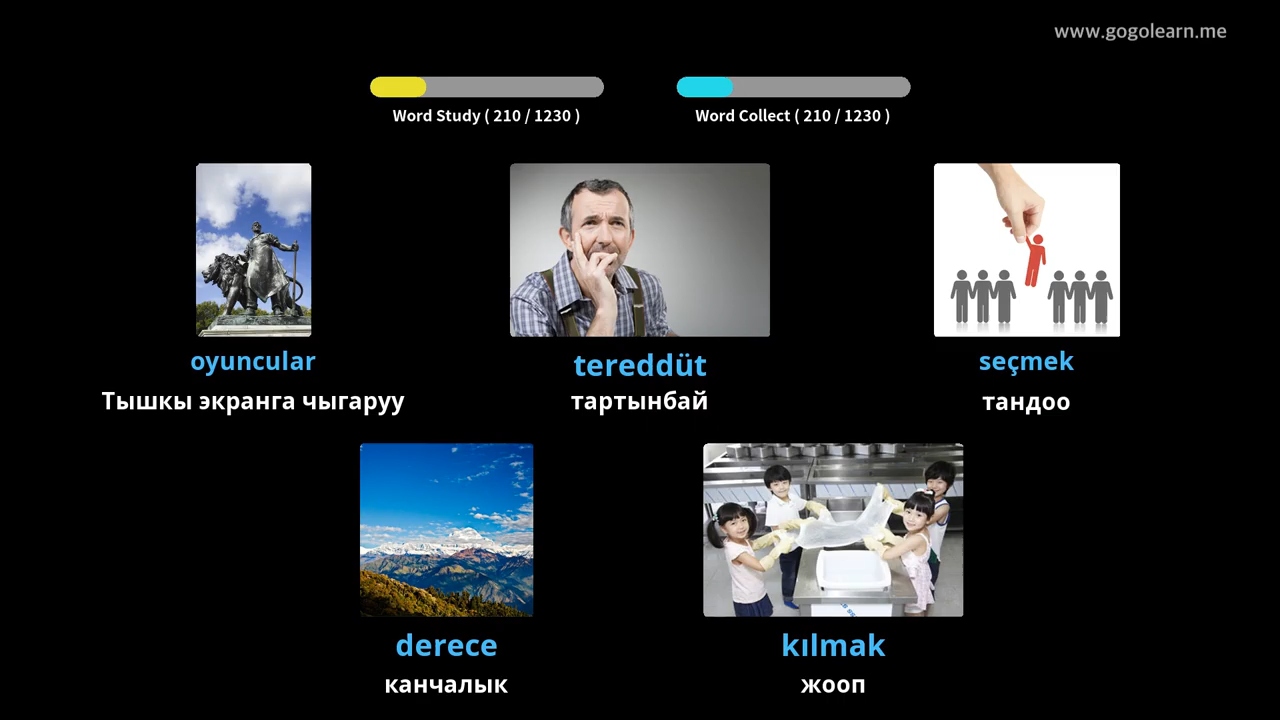 www.gogolearn.me
Word Study ( 210 / 1230 )
Word Collect ( 210 / 1230 )
oyuncular
Тышкы экранга чыгаруу
tereddüt
тартынбай
seçmek
тандоо
derece
канчалык
kılmak
жооп